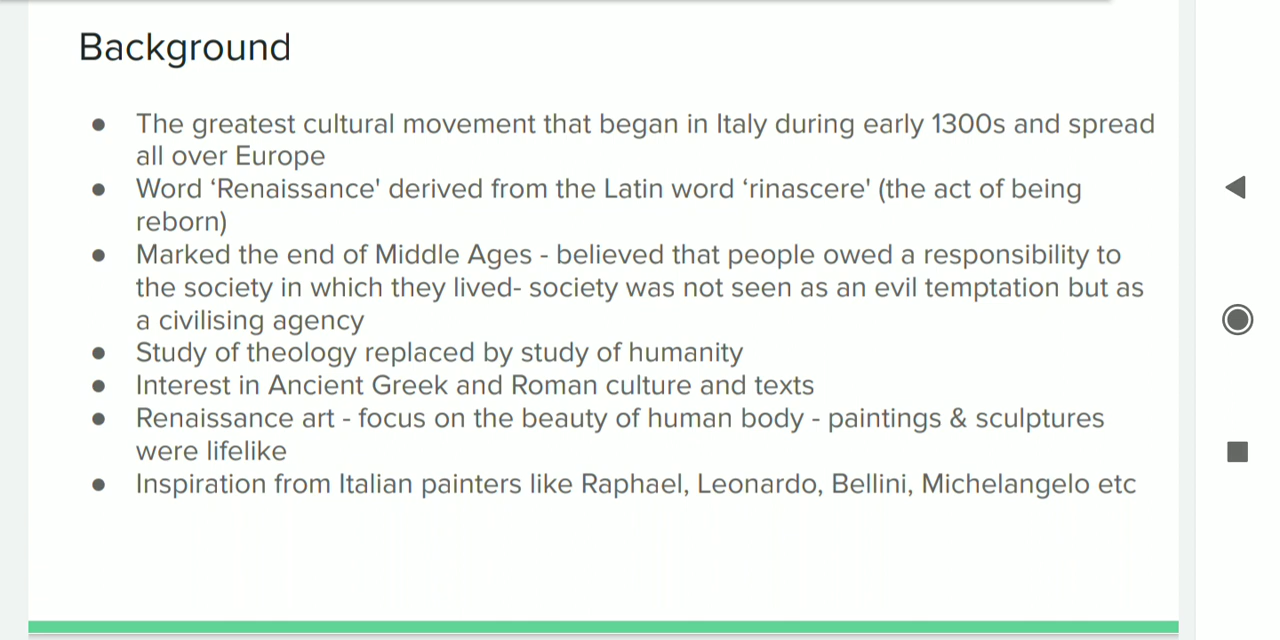 Background
● The greatest cultural movement that began in Italy during early 1300s and spread
all over Europe
● Word ‘Renaissance' derived from the Latin word ‘rinascere' (the act of being
reborn)
● Marked the end of Middle Ages - believed that people owed a responsibility to
the society in which they lived- society was not seen as an evil temptation but as
a civilising agency
● Study of theology replaced by study of humanity
● Interest in Ancient Greek and Roman culture and texts
● Renaissance art - focus on the beauty of human body - paintings & sculptures
were lifelike
● Inspiration from Italian painters like Raphael, Leonardo, Bellini, Michelangelo etc